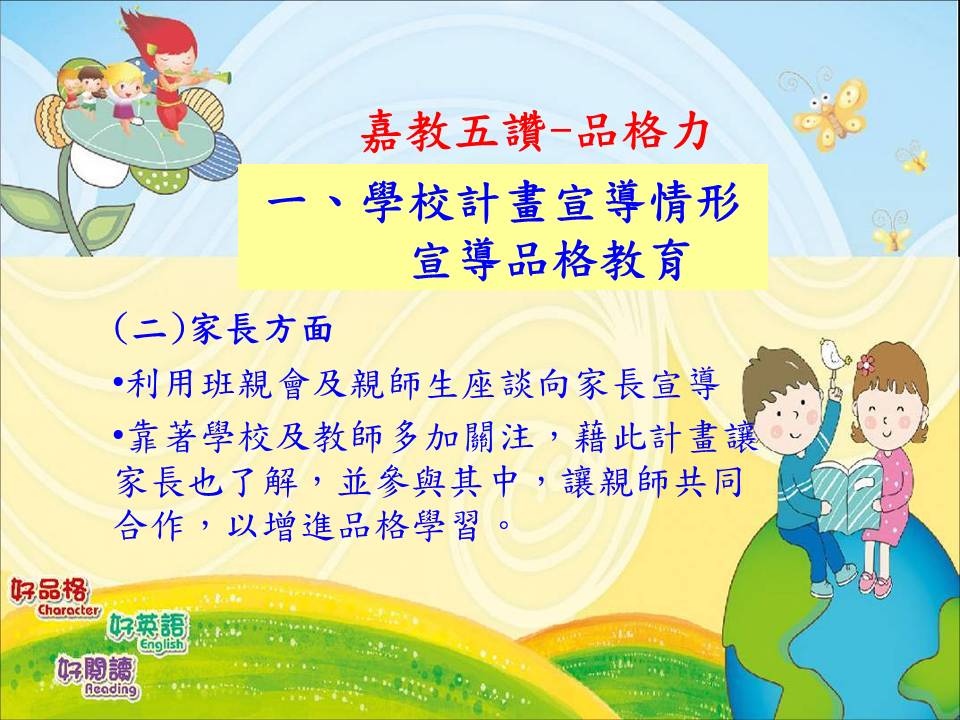 嘉教五讚-品格力
一、學校計畫宣導情形
宣導品格教育
(二)家長方面
•利用班親會及親師生座談向家長宣導
•靠著學校及教師多加關注，藉此計畫讓
家長也了解，並參與其中，讓親師共同
合作，以增進品格學習。
好品格
Character
好英語
English
好閱讀
Reading